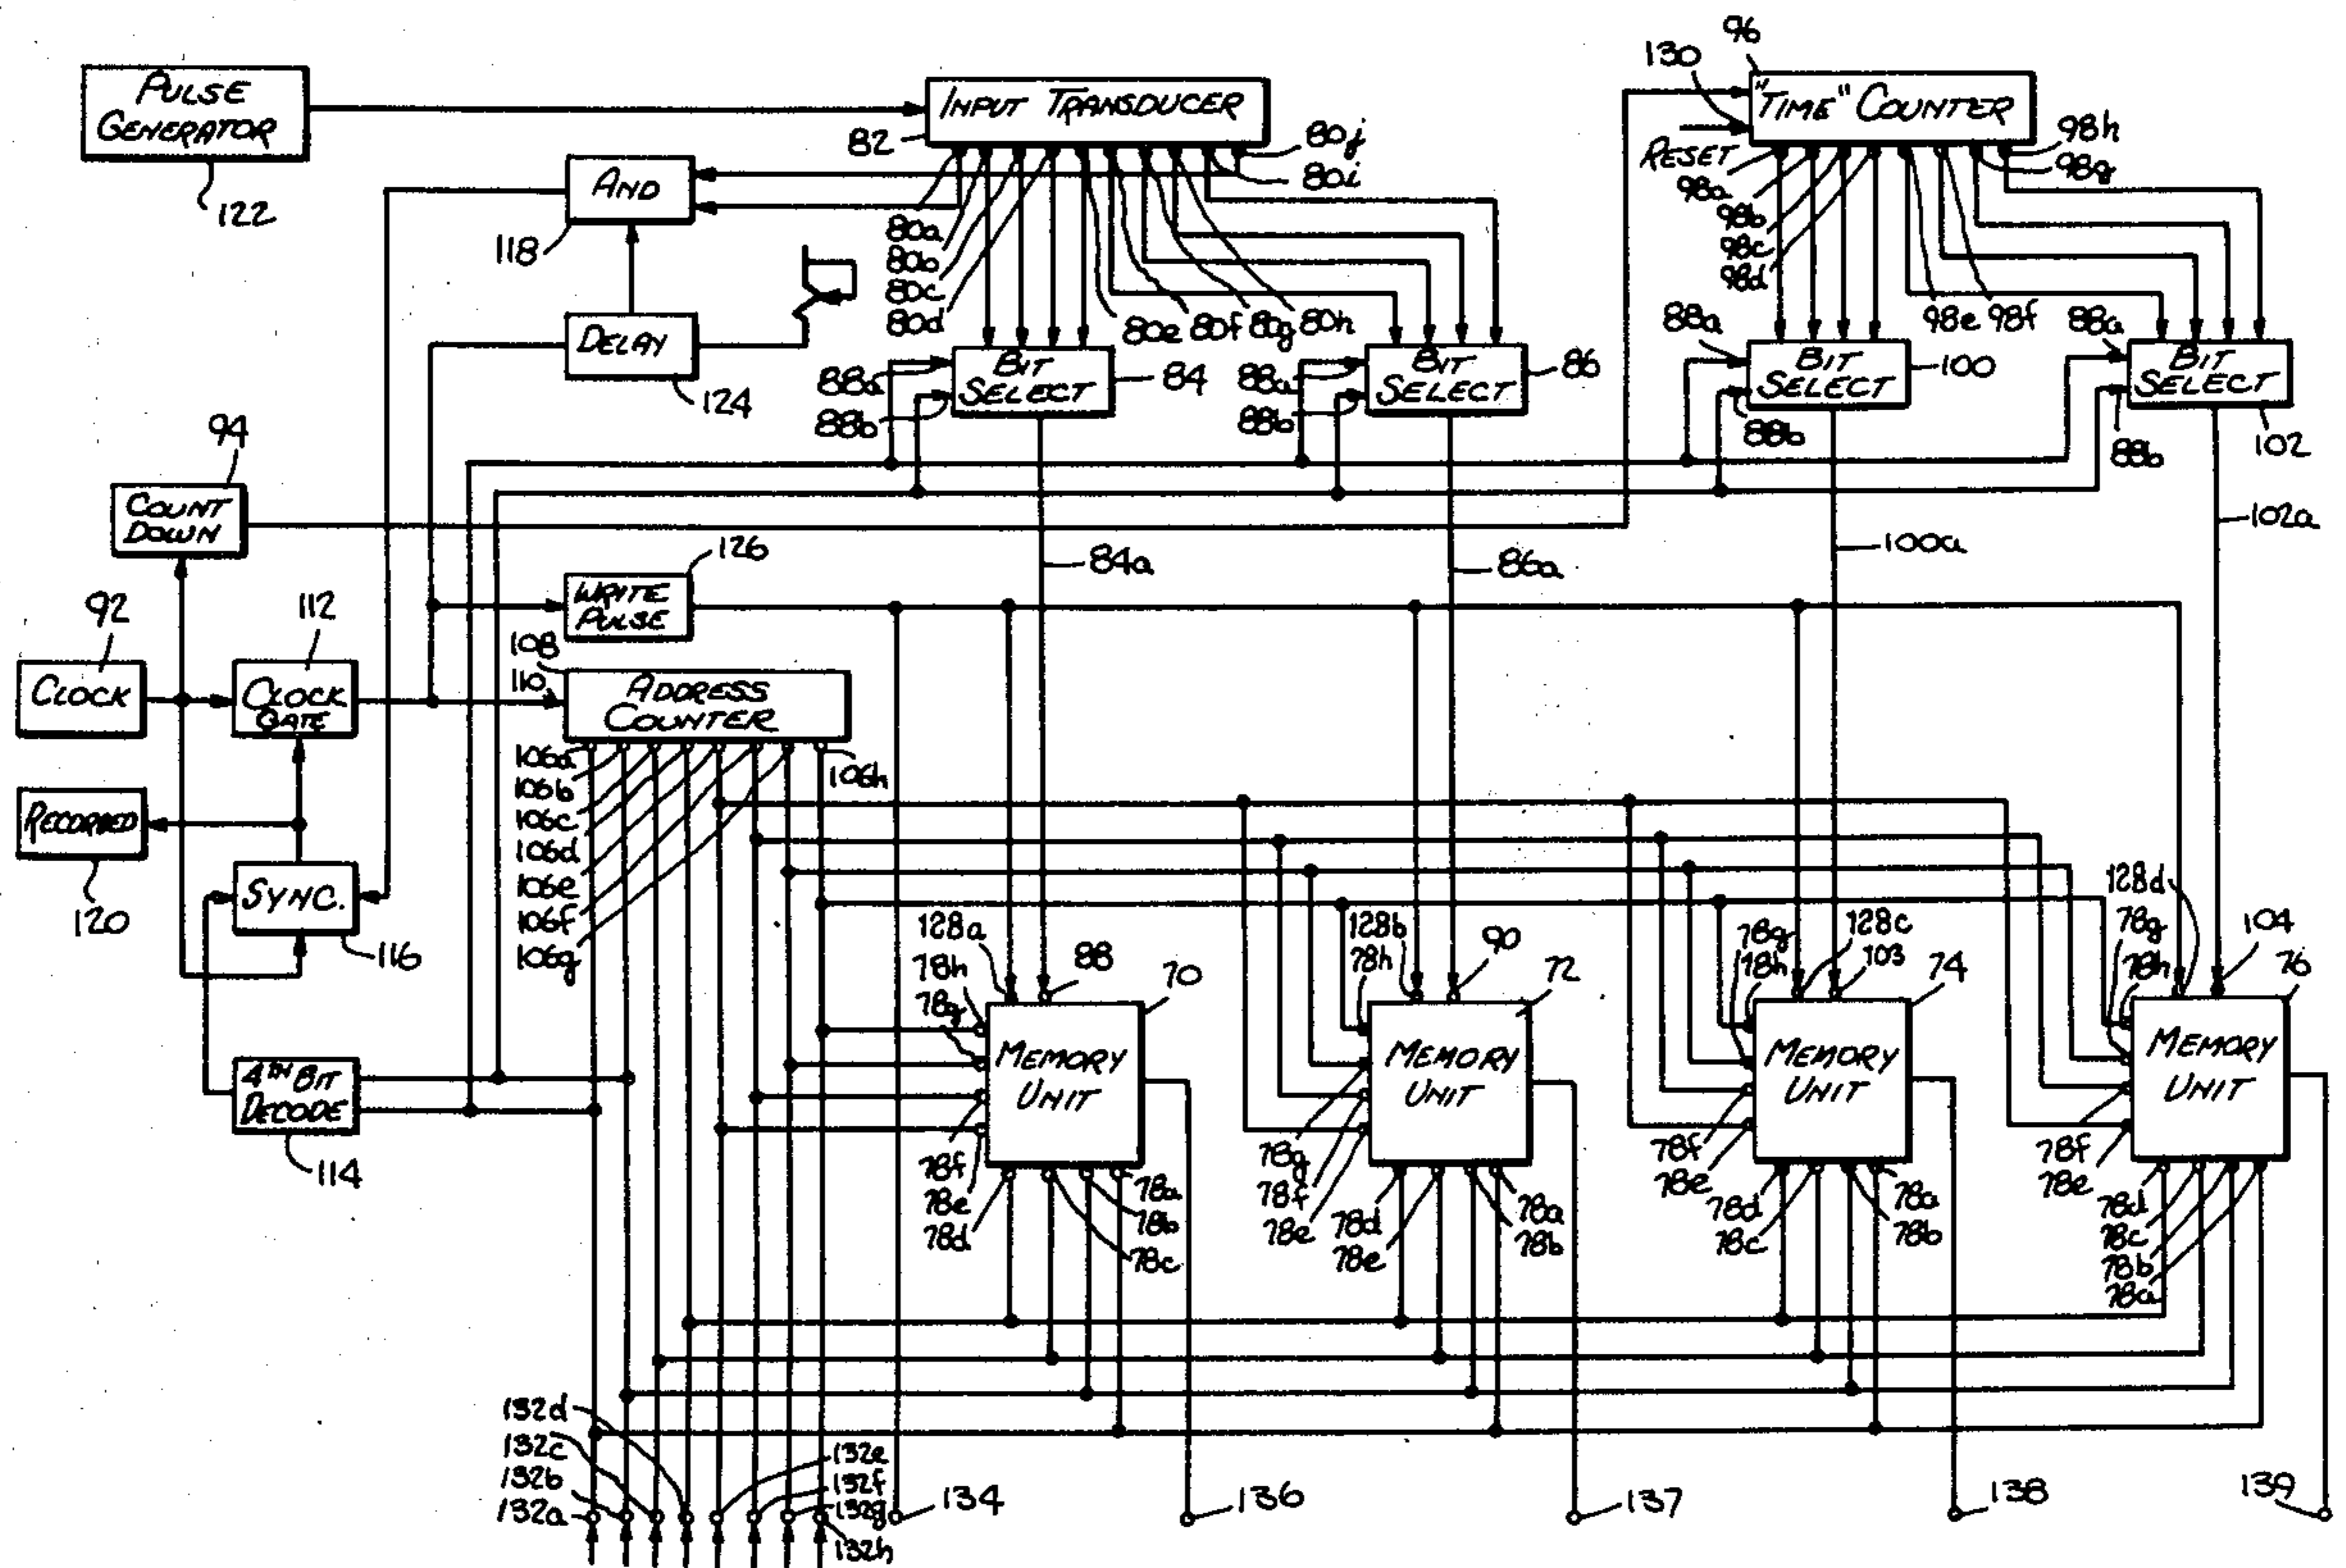 96
130
PULSE
GENERATOR
122
INPUT TRANSDUCER
82
"TIME" COUNTER
RESET
AND
118
80j
80i
80a
80b
80c
80d
80e 80f 80g 80h
98h
98g
98a
98b
98c
98d
98e 98f
DELAY
124
88a
88b
BIT
SELECT
84
88a
88b
BIT
SELECT
86
88a
88b
BIT
SELECT
100
88a
88b
BIT
SELECT
102
94
COUNT
DOWN
126
WRITE
PULSE
84a
86a
100a
102a
92
CLOCK
112
CLOCK
GATE
108
110
ADDRESS
COUNTER
106a
106b
106c
106d
106e
106f
106g
106h
RECORDED
120
SYNC.
116
4TH BIT
DECODE
114
128a
88
70
78h
78g
78f
78e
78d
MEMORY
UNIT
78a
78b
78c
128b
90
72
78h
78g
78f
78e
78d
78e
MEMORY
UNIT
78a
78b
78g
78h
128c
103
74
78f
78e
78d
78c
MEMORY
UNIT
78a
78b
128d
78g
78h
104
76
78f
78e
78d
78c
78b
78a
MEMORY
UNIT
132d
132c
132b
132a
132e
132f
132g
132h
134
136
137
138
139